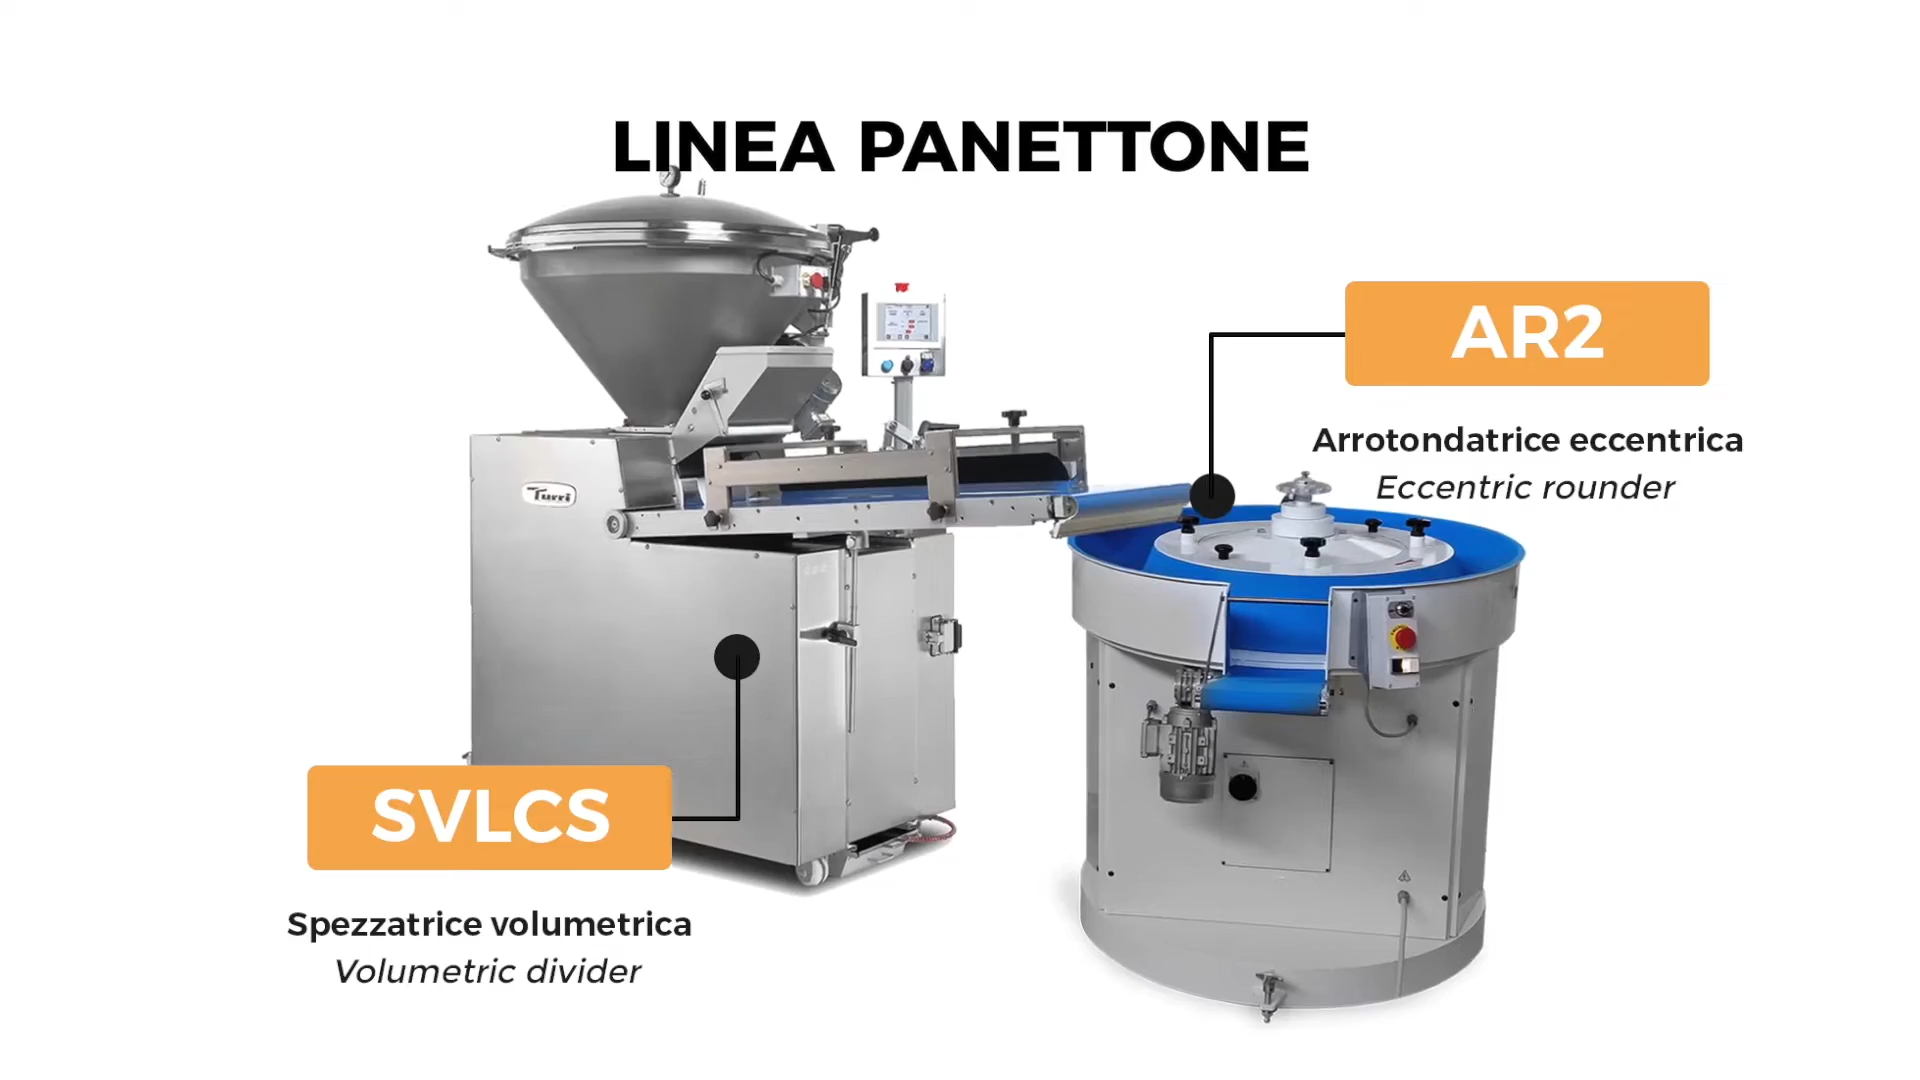 LINEA PANETTONE
AR2
Arrotondatrice eccentrica
Eccentric rounder
Turri
SVLCS
Spezzatrice volumetrica
Volumetric divider